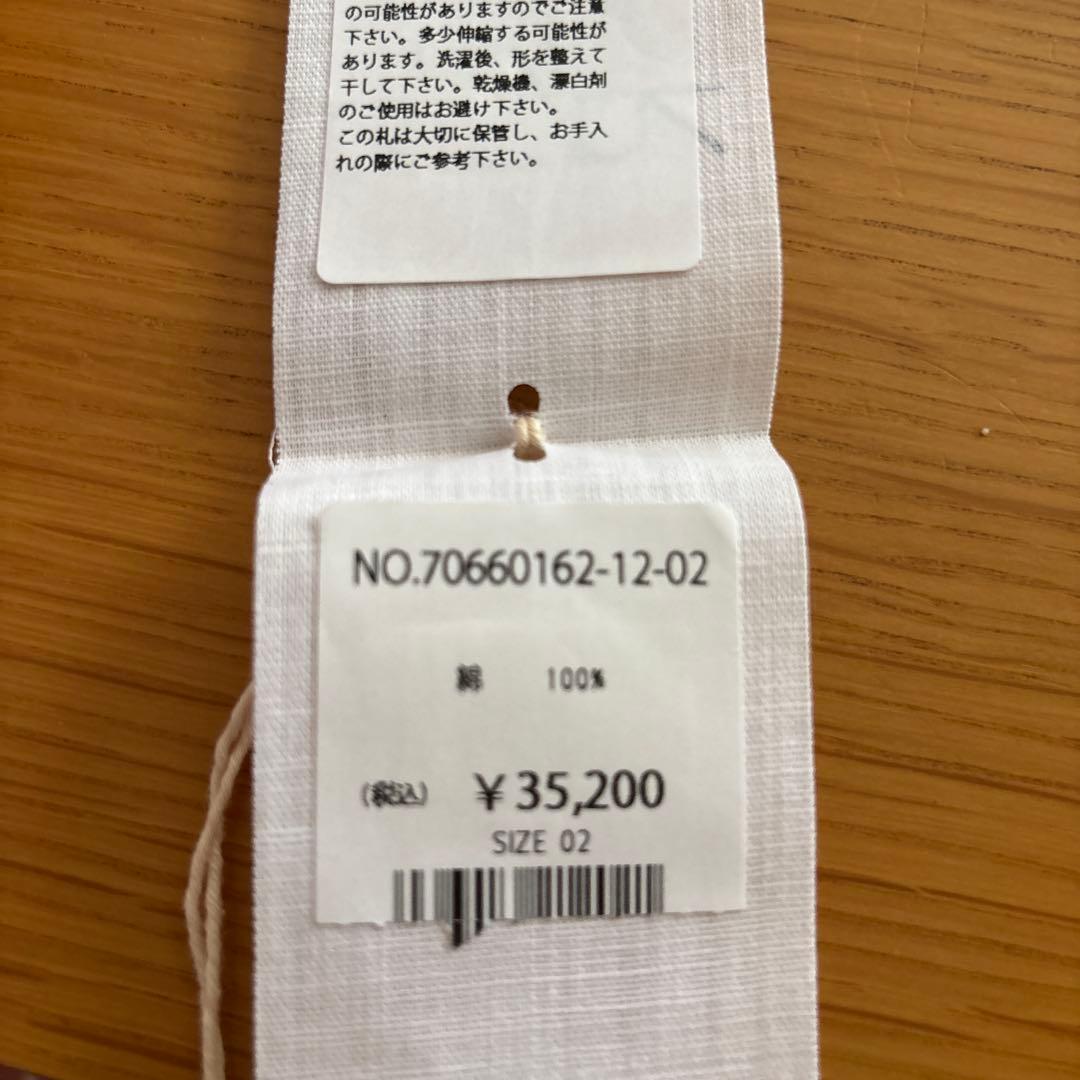 の可能性がありますのでご注意
下さい。多少伸縮する可能性が
あります。洗濯後、形を整えて
干して下さい。乾燥機、漂白剤
のご使用はお避け下さい。
この札は大切に保管し、お手入
れの際にご参考下さい。
NO.70660162-12-02
綿 100%
(税込) ¥35,200
SIZE 02